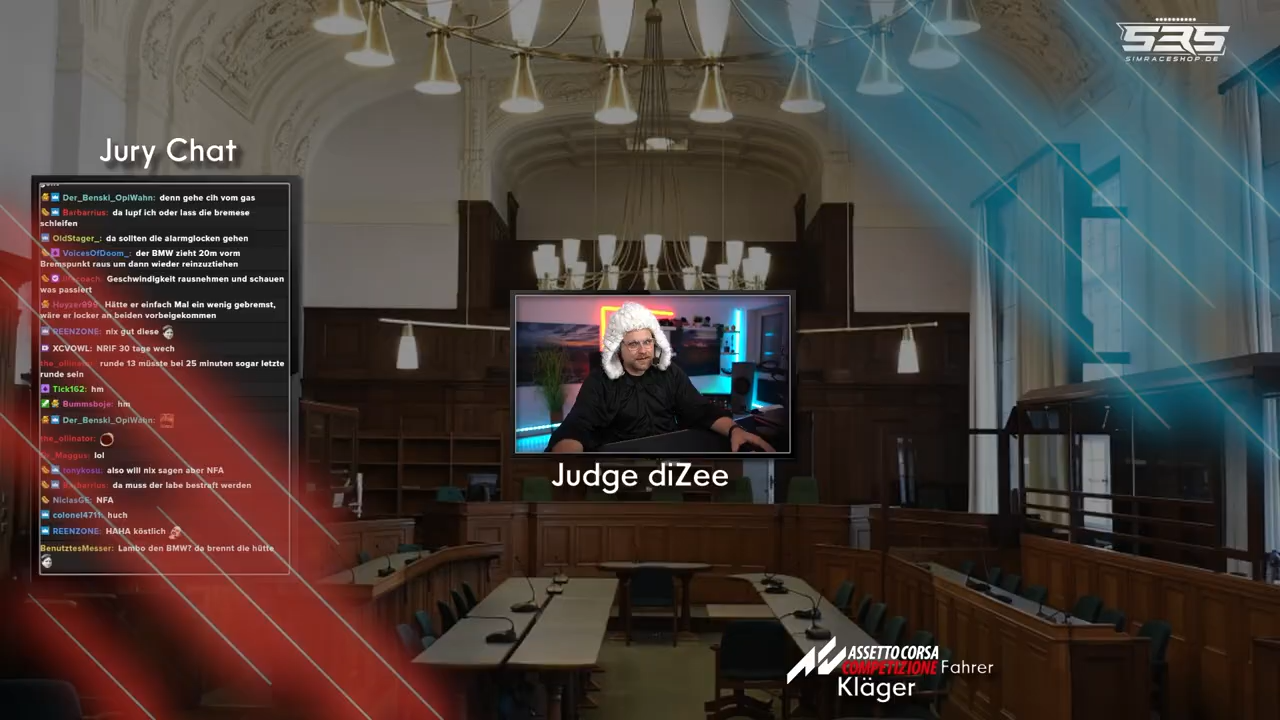 SRS
SIMRACESHOP.DE
Jury Chat
Der_Benski_OpiWahn: denn gehe cih vom gas
Barbarrius: da lupf ich oder lass die bremese
schleifen
OldStager_: da sollten die alarmglocken gehen
VoicesOfDoom_: der BMW zieht 20m vorm
Bremspunkt raus um dann wieder reinzuziehen
Geschwindigkeit rausnehmen und schauen
was passiert
Huyzer999: Hätte er einfach Mal ein wenig gebremst,
wäre er locker an beiden vorbeigekommen
REENZONE: nix gut diese
XCVOWL: NRIF 30 tage wech
the_ollinator: runde 13 müsste bei 25 minuten sogar letzte
runde sein
Tick162: hm
Bummsboje: hm
Der_Benski_OpiWahn:
the_ollinator:
Maggus: lol
tonykosu: also will nix sagen aber NFA
Barbarrius: da muss der labe bestraft werden
NiclasGE: NFA
colonel4711: huch
REENZONE: HAHA köstlich
BenutztesMesser: Lambo den BMW? da brennt die hütte
Judge diZee
ASSETTO CORSA
COMPETIZIONE Fahrer
Kläger